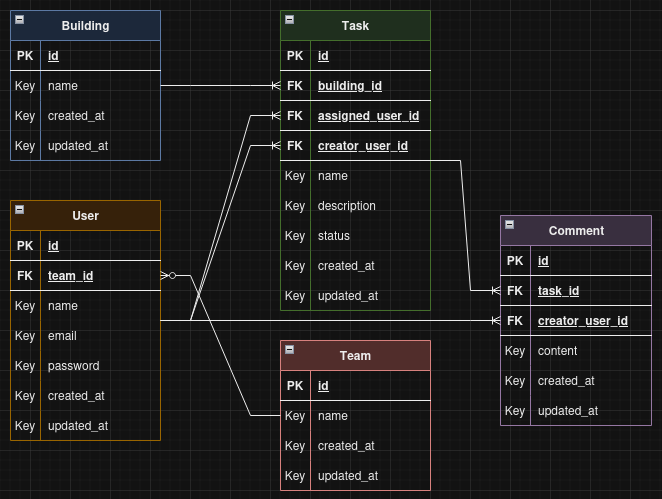 Building
PK id
Key name
Key created_at
Key updated_at
Task
PK id
FK building_id
FK assigned_user_id
FK creator_user_id
Key name
Key description
Key status
Key created_at
Key updated_at
User
PK id
FK team_id
Key name
Key email
Key password
Key created_at
Key updated_at
Comment
PK id
FK task_id
FK creator_user_id
Key content
Key created_at
Key updated_at
Team
PK id
Key name
Key created_at
Key updated_at